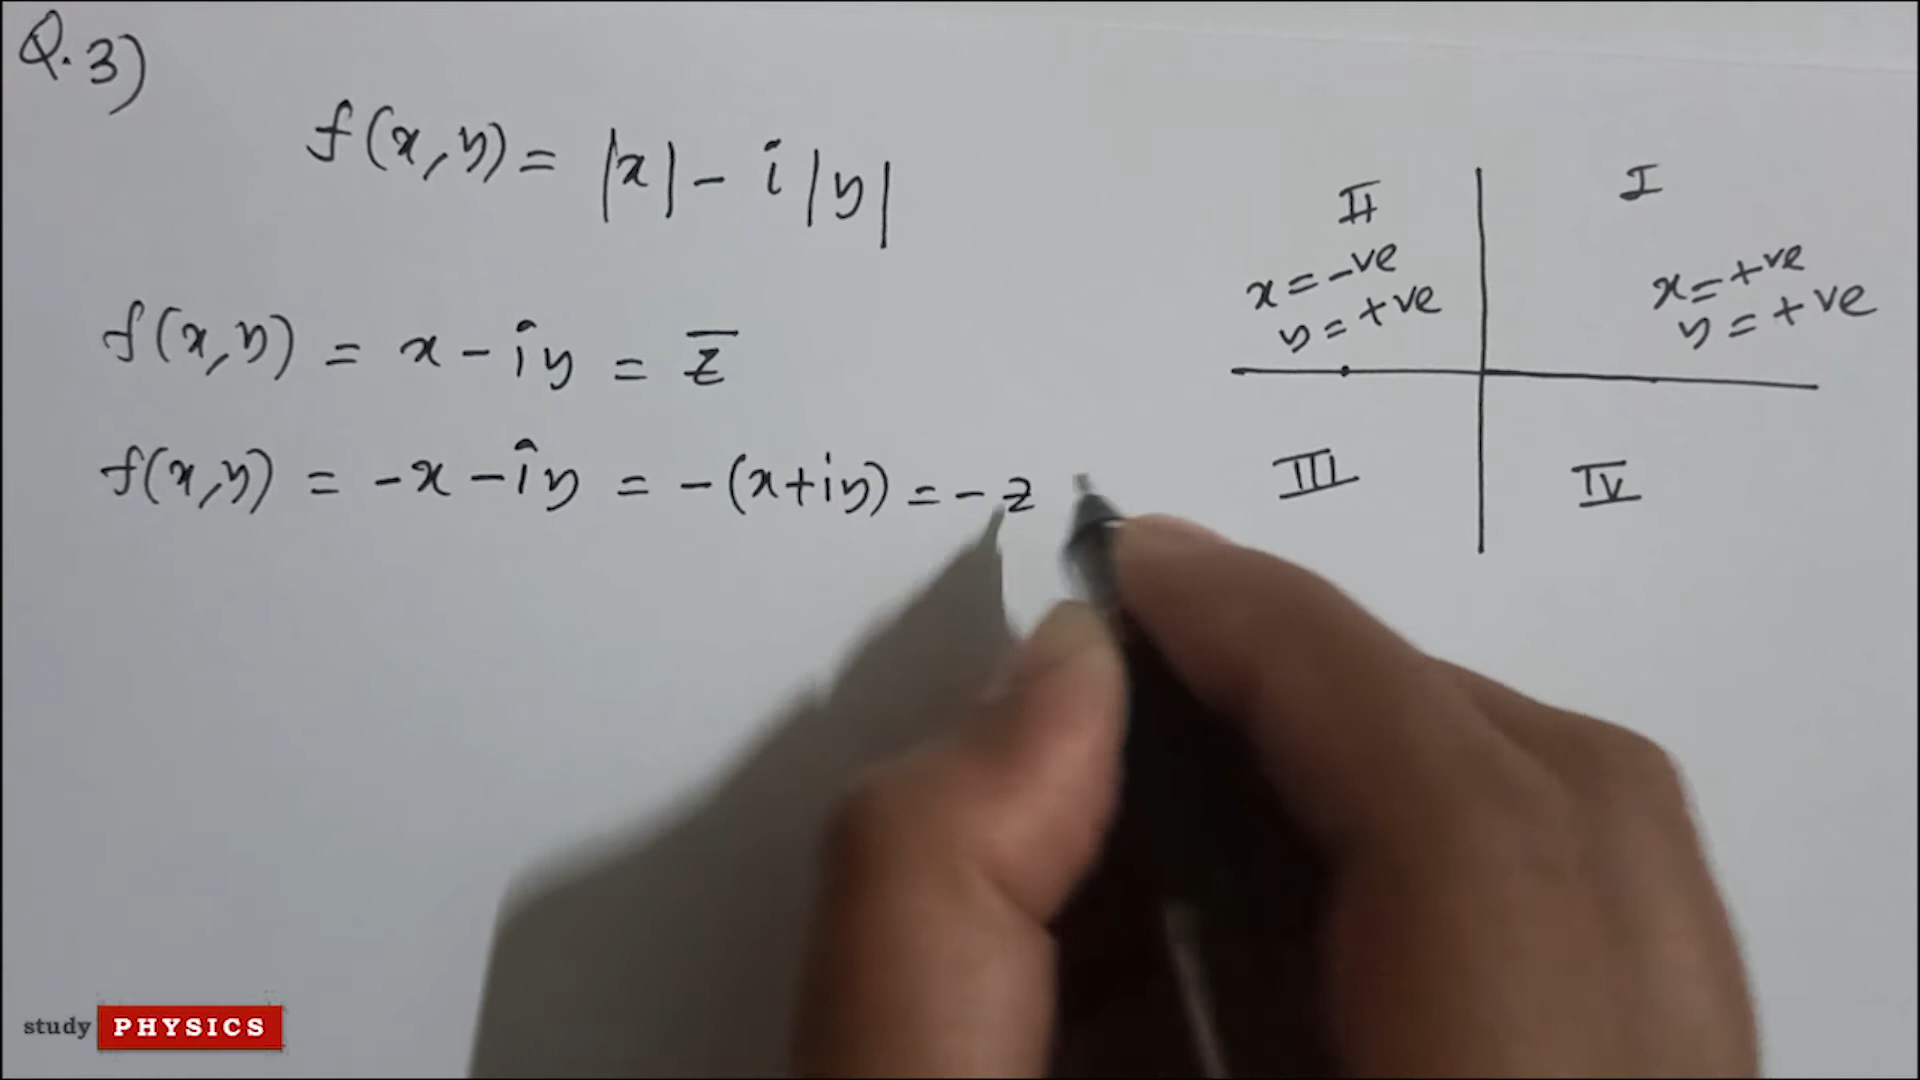 Q.3)
f(x,y) = |x| - i|y|
f(x,y) = x - iy = z̅
f(x,y) = -x - iy = -(x+iy) = -z
II
x = -ve
y = +ve
I
x = +ve
y = +ve
III
IV
study PHYSICS